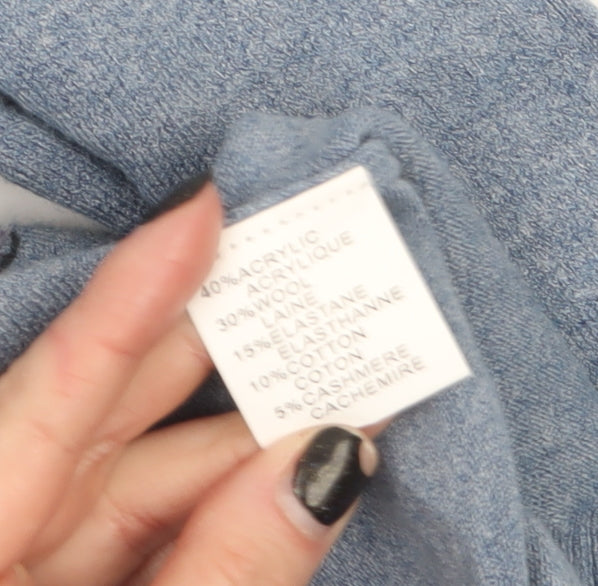 40%ACRYLIC
ACRYLIQUE
30%WOOL
LAINE
15%ELASTANE
ELASTHANNE
10%COTTON
COTON
5%CASHMERE
CACHEMIRE